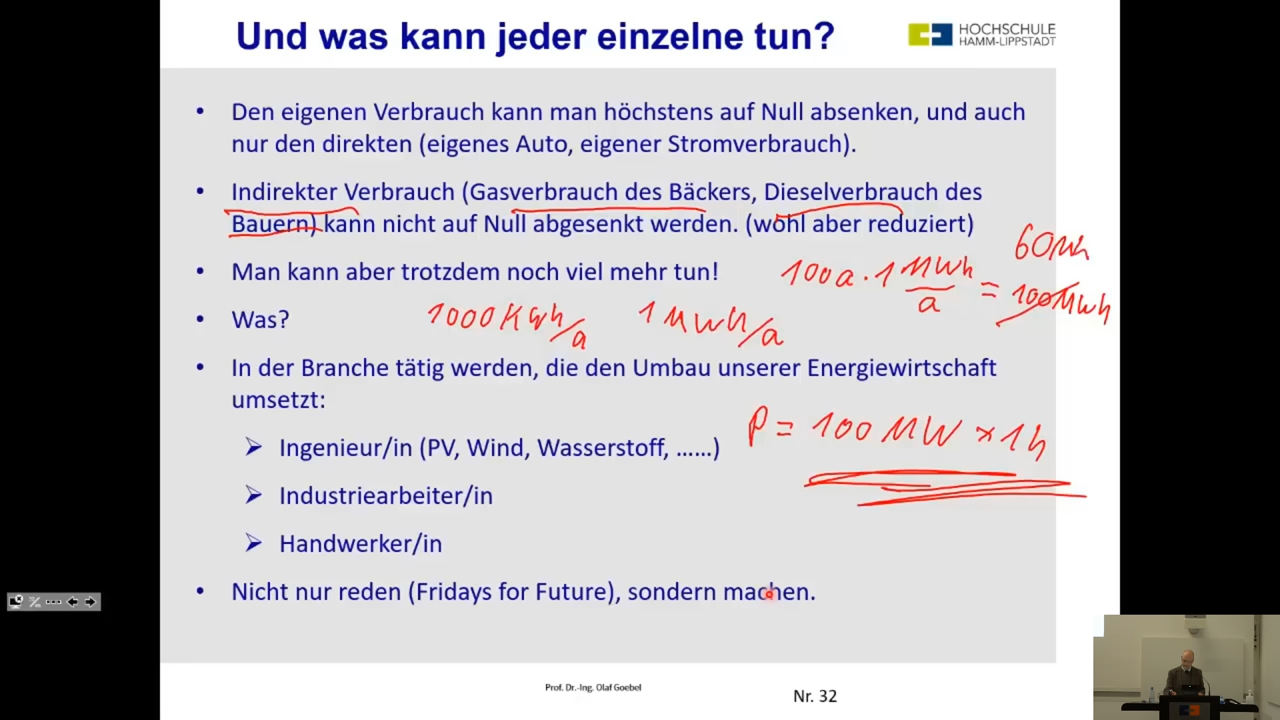 Und was kann jeder einzelne tun?
HOCHSCHULE
HAMM-LIPPSTADT
• Den eigenen Verbrauch kann man höchstens auf Null absenken, und auch
nur den direkten (eigenes Auto, eigener Stromverbrauch).
• Indirekter Verbrauch (Gasverbrauch des Bäckers, Dieselverbrauch des
Bauern) kann nicht auf Null abgesenkt werden. (wohl aber reduziert)
60MWh
• Man kann aber trotzdem noch viel mehr tun!
100a · 1 MWh/a = 100MWh
• Was?
1000 KWh/a 1 MWh/a
• In der Branche tätig werden, die den Umbau unserer Energiewirtschaft
umsetzt:
P = 100 MW × 1h
➢ Ingenieur/in (PV, Wind, Wasserstoff, ……)
➢ Industriearbeiter/in
➢ Handwerker/in
• Nicht nur reden (Fridays for Future), sondern machen.
Prof. Dr.-Ing. Olaf Goebel
Nr. 32